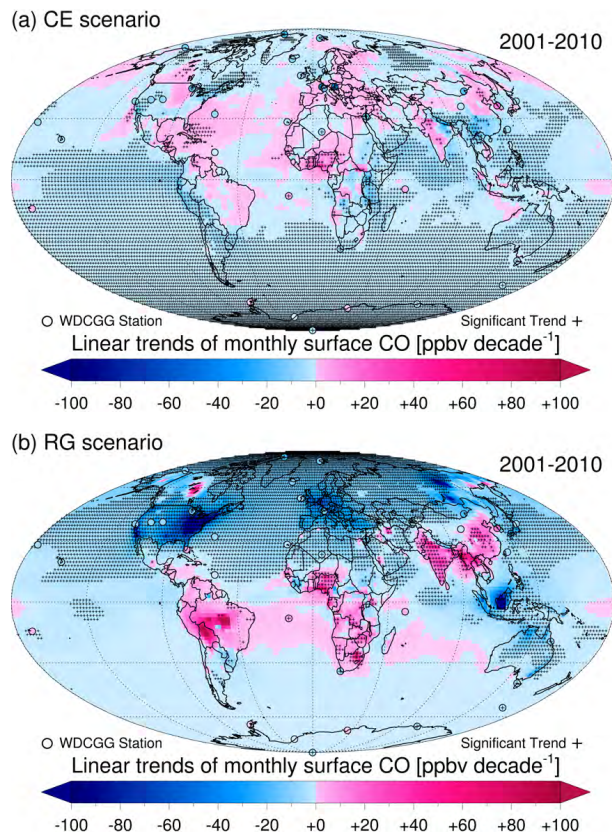 (a) CE scenario
2001-2010
WDCGG Station
Significant Trend +
Linear trends of monthly surface CO [ppbv decade⁻¹]
-100 -80 -60 -40 -20 +0 +20 +40 +60 +80 +100
(b) RG scenario
2001-2010
WDCGG Station
Significant Trend +
Linear trends of monthly surface CO [ppbv decade⁻¹]
-100 -80 -60 -40 -20 +0 +20 +40 +60 +80 +100